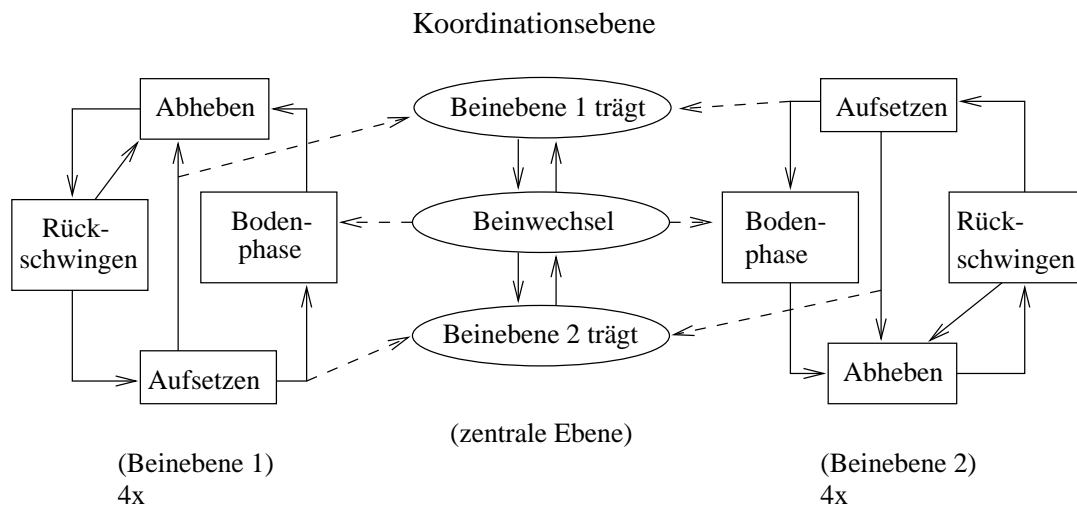 Koordinationsebene
Abheben
Rück-
schwingen
Boden-
phase
Aufsetzen
(Beinebene 1)
4x
Beinebene 1 trägt
Beinwechsel
Beinebene 2 trägt
(zentrale Ebene)
Aufsetzen
Boden-
phase
Rück-
schwingen
Abheben
(Beinebene 2)
4x